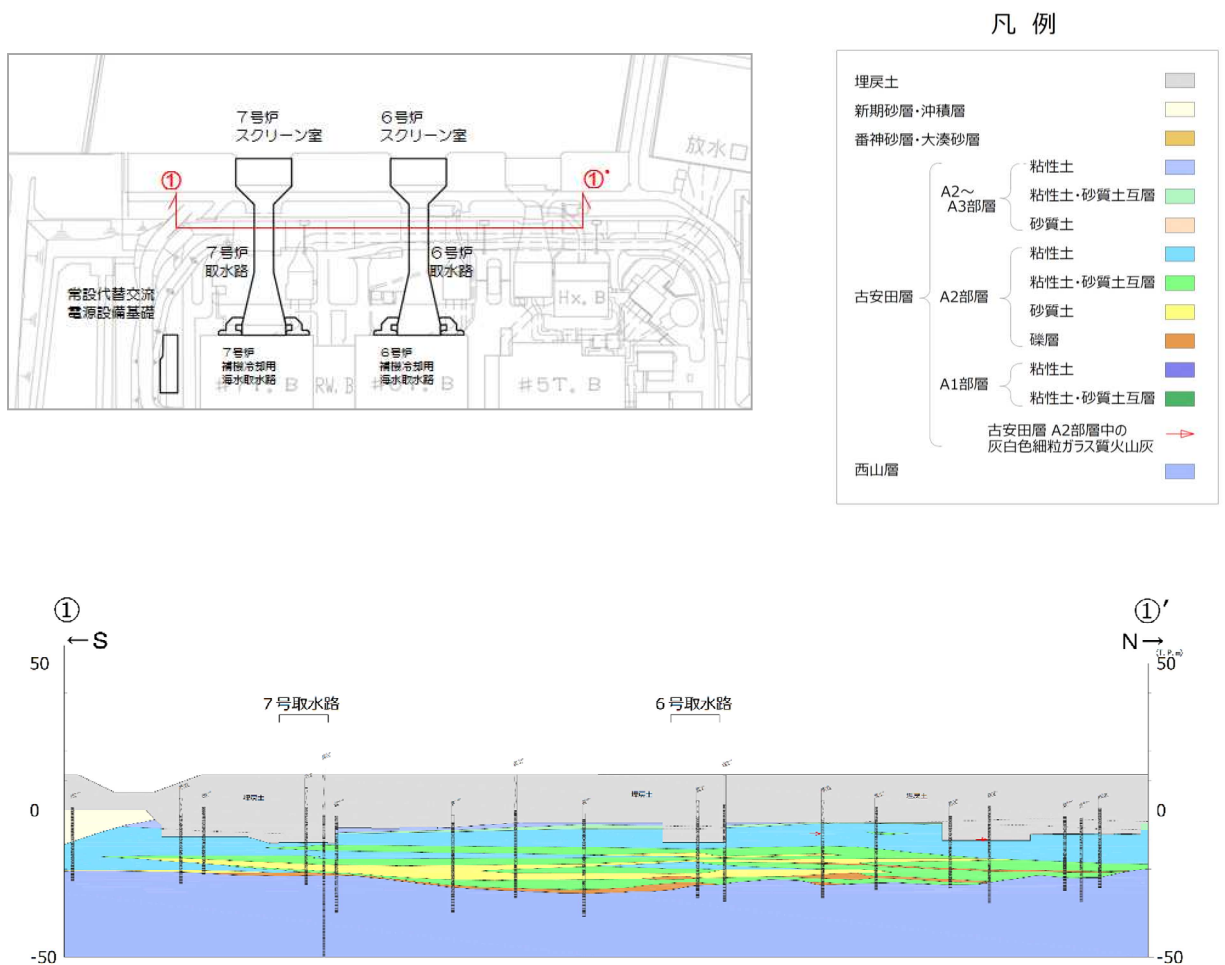 凡 例
埋戻土
新期砂層・沖積層
番神砂層・大湊砂層
古安田層
A2～
A3部層
粘性土
粘性土・砂質土互層
砂質土
A2部層
粘性土
粘性土・砂質土互層
砂質土
礫層
A1部層
粘性土
粘性土・砂質土互層
古安田層 A2部層中の
灰白色細粒ガラス質火山灰
西山層
7号炉
スクリーン室
6号炉
スクリーン室
放水口
①
①'
7号炉
取水路
6号炉
取水路
常設代替交流
電源設備基礎
Hx. B
7号炉
補機冷却用
海水取水路
6号炉
補機冷却用
海水取水路
RW. B
#5T. B
①
←S
①′
N→
(T.P.m)
50
50
7号取水路
6号取水路
0
0
埋戻土
埋戻土
埋戻土
-50
-50